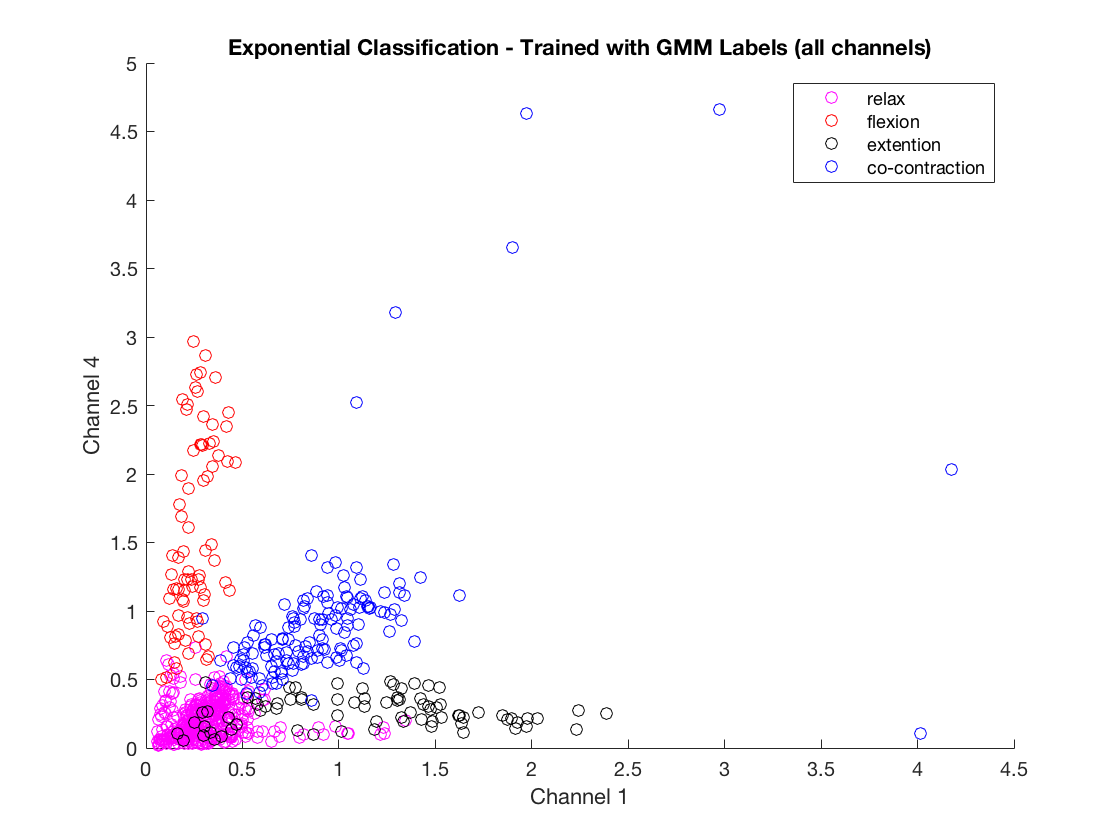 Exponential Classification - Trained with GMM Labels (all channels)
5
4.5
4
3.5
3
2.5
2
1.5
1
0.5
0
Channel 4
relax
flexion
extention
co-contraction
0 0.5 1 1.5 2 2.5 3 3.5 4 4.5
Channel 1